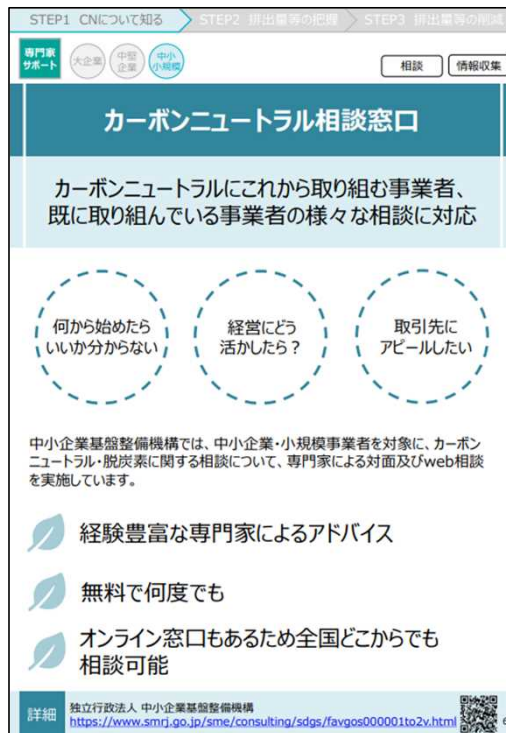 STEP1 CNについて知る
STEP2 排出量等の把握
STEP3 排出量等の削減
専門家
サポート
大企業
中堅
企業
中小
小規模
相談
情報収集
カーボンニュートラル相談窓口
カーボンニュートラルにこれから取り組む事業者、
既に取り組んでいる事業者の様々な相談に対応
何から始めたら
いいか分からない
経営にどう
活かしたら？
取引先に
アピールしたい
中小企業基盤整備機構では、中小企業・小規模事業者を対象に、カーボン
ニュートラル・脱炭素に関する相談について、専門家による対面及びweb相談
を実施しています。
経験豊富な専門家によるアドバイス
無料で何度でも
オンライン窓口もあるため全国どこからでも
相談可能
詳細
独立行政法人 中小企業基盤整備機構
https://www.smrj.go.jp/sme/consulting/sdgs/favgos000001to2v.html
6